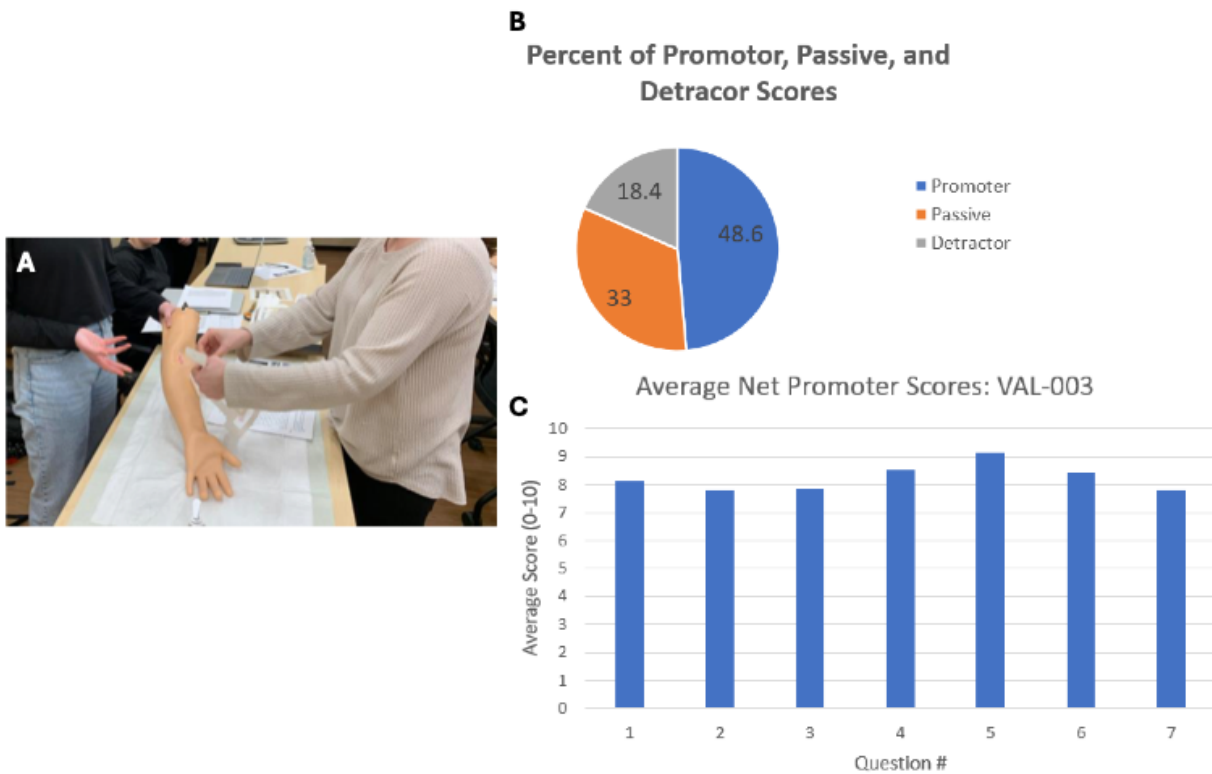 B
Percent of Promotor, Passive, and
Detracor Scores
18.4
48.6
33
Promoter
Passive
Detractor
A
Average Net Promoter Scores: VAL-003
C
Average Score (0-10)
10
9
8
7
6
5
4
3
2
1
0
1 2 3 4 5 6 7
Question #